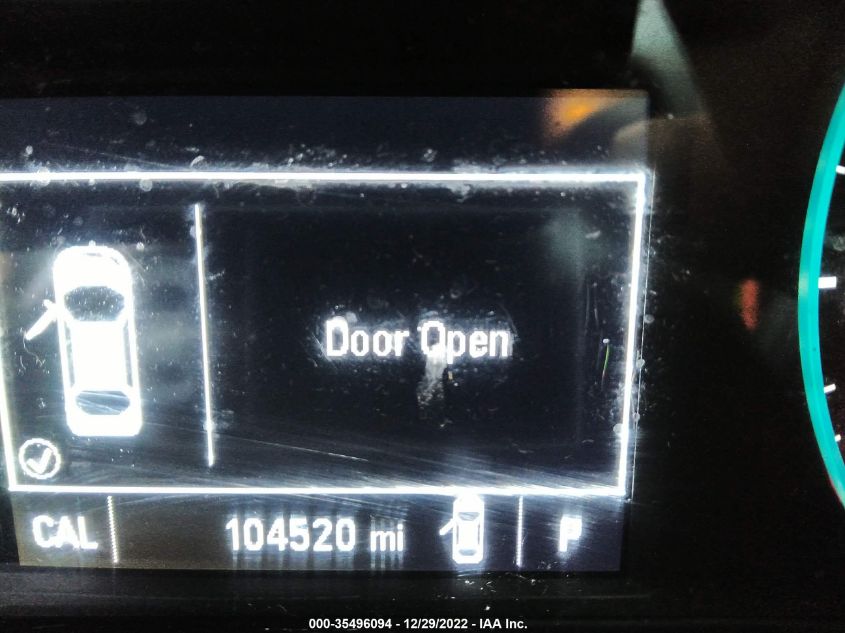 Door Open
CAL 104520 mi P
000-35496094 - 12/29/2022 - IAA Inc.